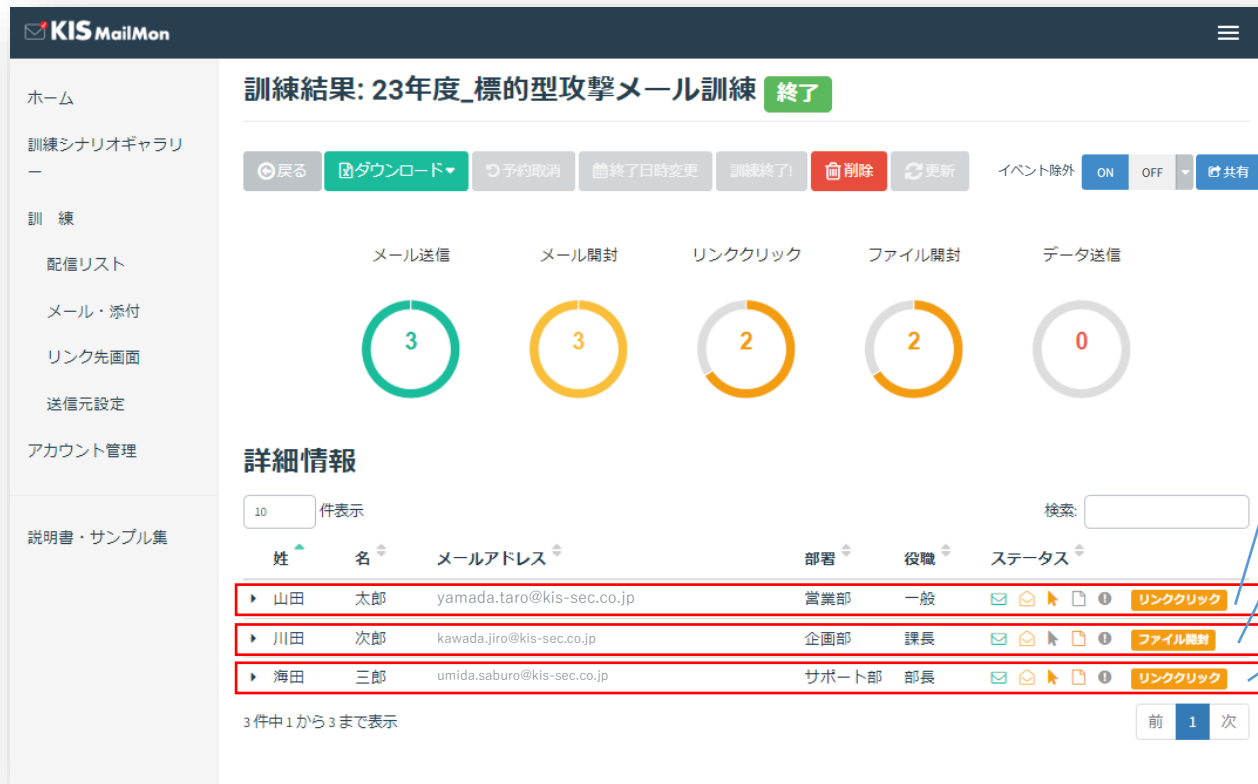 KIS MailMon
ホーム
訓練シナリオギャラリー
訓　練
配信リスト
メール・添付
リンク先画面
送信元設定
アカウント管理
説明書・サンプル集
訓練結果: 23年度_標的型攻撃メール訓練 終了
戻る ダウンロード 予約取消 終了日時変更 訓練終了! 削除 更新 イベント除外 ON OFF 共有
メール送信 メール開封 リンククリック ファイル開封 データ送信
3 3 2 2 0
詳細情報
10 件表示 検索:
姓 名 メールアドレス 部署 役職 ステータス
山田 太郎 yamada.taro@kis-sec.co.jp 営業部 一般 リンククリック
川田 次郎 kawada.jiro@kis-sec.co.jp 企画部 課長 ファイル開封
海田 三郎 umida.saburo@kis-sec.co.jp サポート部 部長 リンククリック
3 件中 1 から 3 まで表示 前 1 次